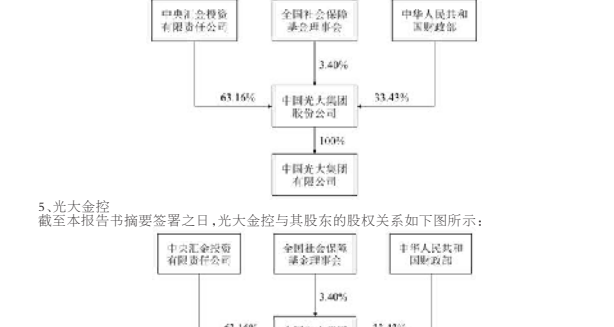 中央汇金投资 全国社会保障 中华人民共和
有限责任公司 基金理事会 国财政部
3.40%
63.16% 中国光大集团 33.43%
股份公司
100%
中国光大集团
有限公司
5、光大金控
截至本报告书摘要签署之日,光大金控与其股东的股权关系如下图所示:
中央汇金投资 全国社会保障 中华人民共和
有限责任公司 基金理事会 国财政部
3.40%